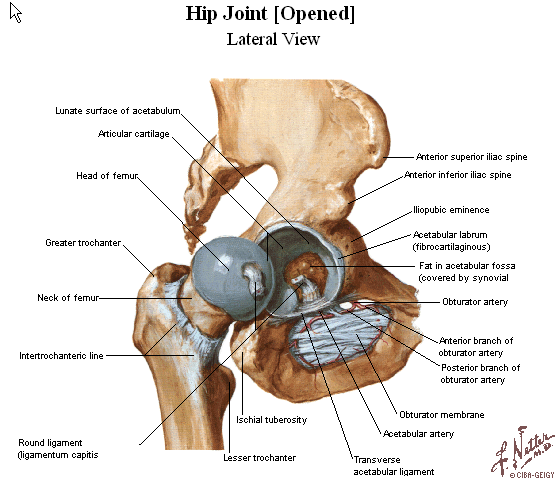 Hip Joint [Opened]
Lateral View
Lunate surface of acetabulum
Articular cartilage
Head of femur
Greater trochanter
Neck of femur
Intertrochanteric line
Round ligament
(ligamentum capitis
Anterior superior iliac spine
Anterior inferior iliac spine
Iliopubic eminence
Acetabular labrum
(fibrocartilaginous)
Fat in acetabular fossa
(covered by synovial
Obturator artery
Anterior branch of
obturator artery
Posterior branch of
obturator artery
Obturator membrane
Acetabular artery
Transverse
acetabular ligament
Ischial tuberosity
Lesser trochanter
F. Netter
M.D.
© CIBA-GEIGY